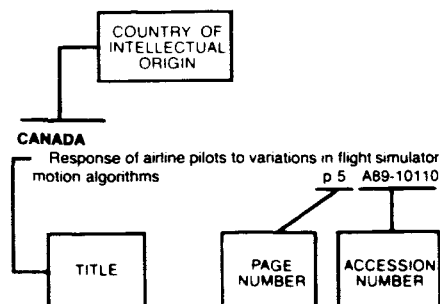 COUNTRY OF
INTELLECTUAL
ORIGIN
CANADA
Response of airline pilots to variations in flight simulator
motion algorithms p 5 A89-10110
TITLE
PAGE
NUMBER
ACCESSION
NUMBER